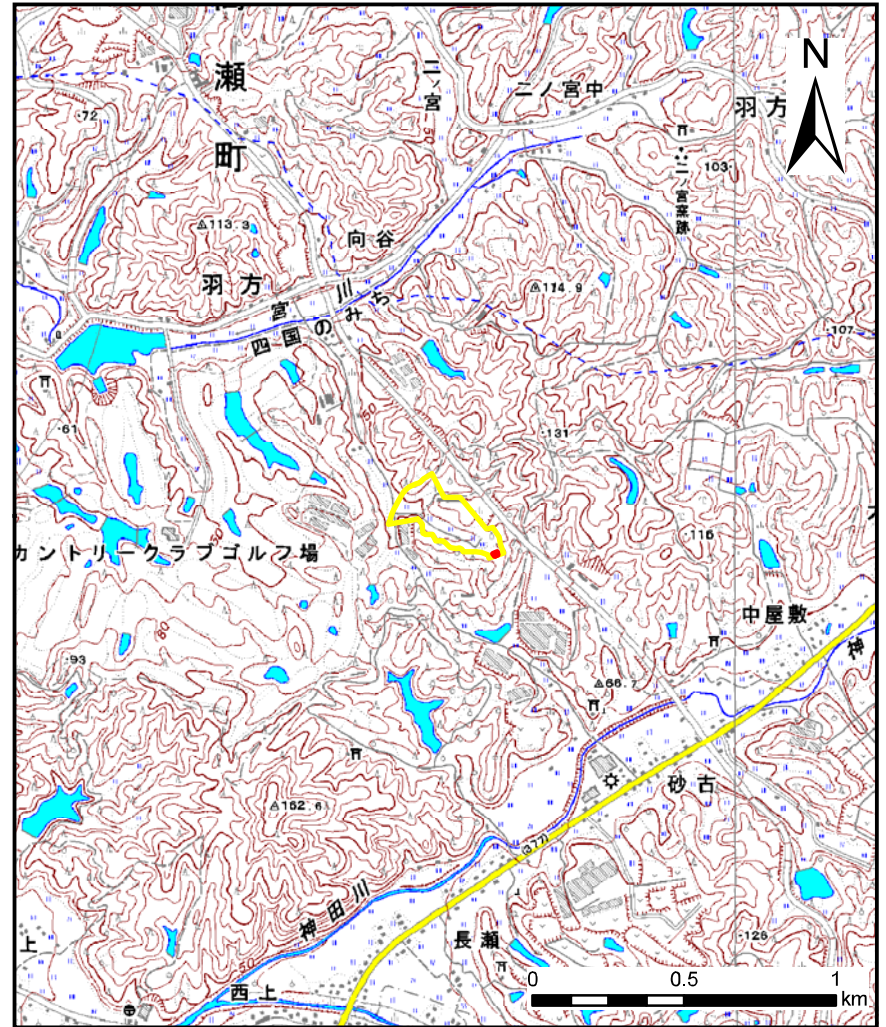 瀬
町
二ノ宮
二ノ宮中
羽方
N
・72
・50
103・
二ノ宮窯跡
113.3
向谷
羽方
宮川
四国のみち
114.9
・107
50
・61
・131
50
・116
カントリークラブゴルフ場
80
中屋敷
・93
66.7
神
152.6
砂古
(377)
神田川
長瀬
・126
上
50
西上
0
0.5
1
km